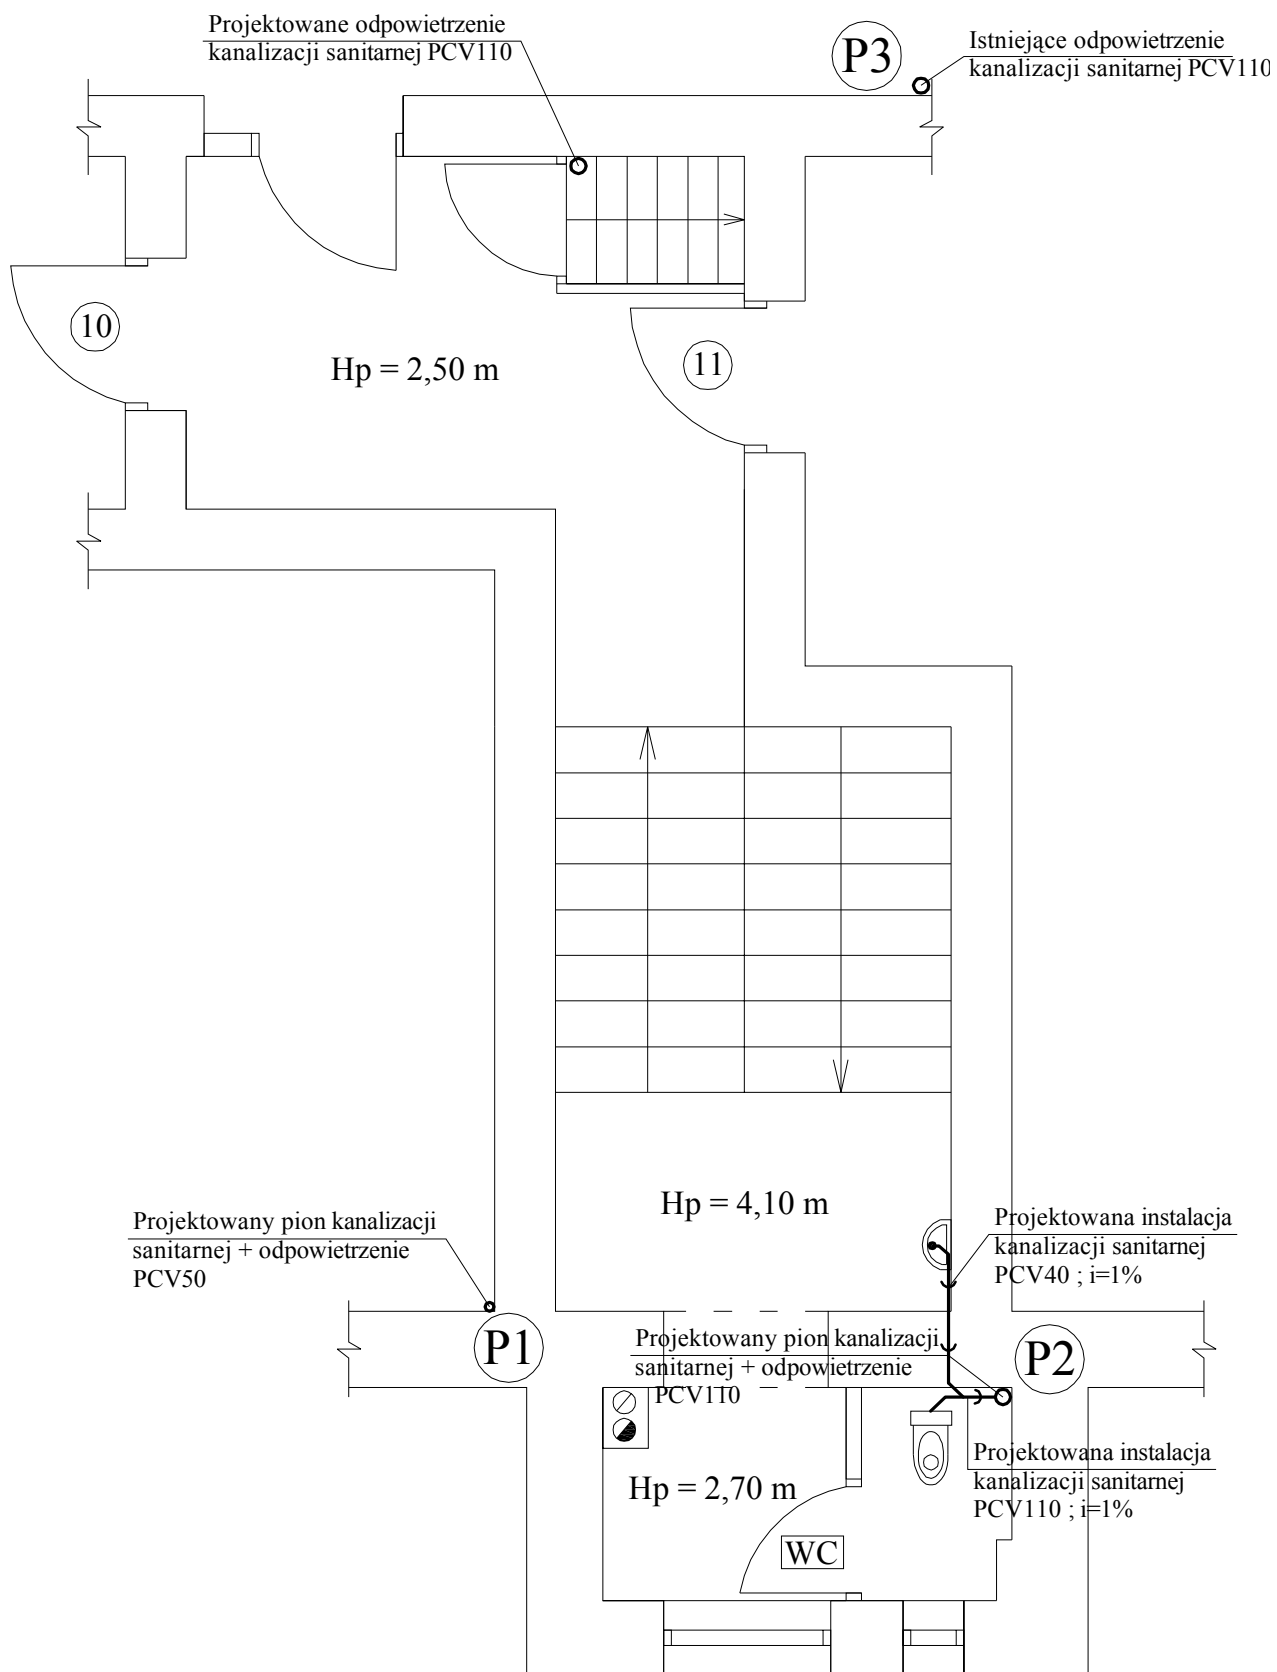 Projektowane odpowietrzenie
kanalizacji sanitarnej PCV110
P3
Istniejące odpowietrzenie
kanalizacji sanitarnej PCV110
10
11
Hp = 2,50 m
Hp = 4,10 m
Projektowany pion kanalizacji
sanitarnej + odpowietrzenie
PCV50
Projektowana instalacja
kanalizacji sanitarnej
PCV40 ; i=1%
P1
Projektowany pion kanalizacji
sanitarnej + odpowietrzenie
PCV110
P2
Projektowana instalacja
kanalizacji sanitarnej
PCV110 ; i=1%
Hp = 2,70 m
WC